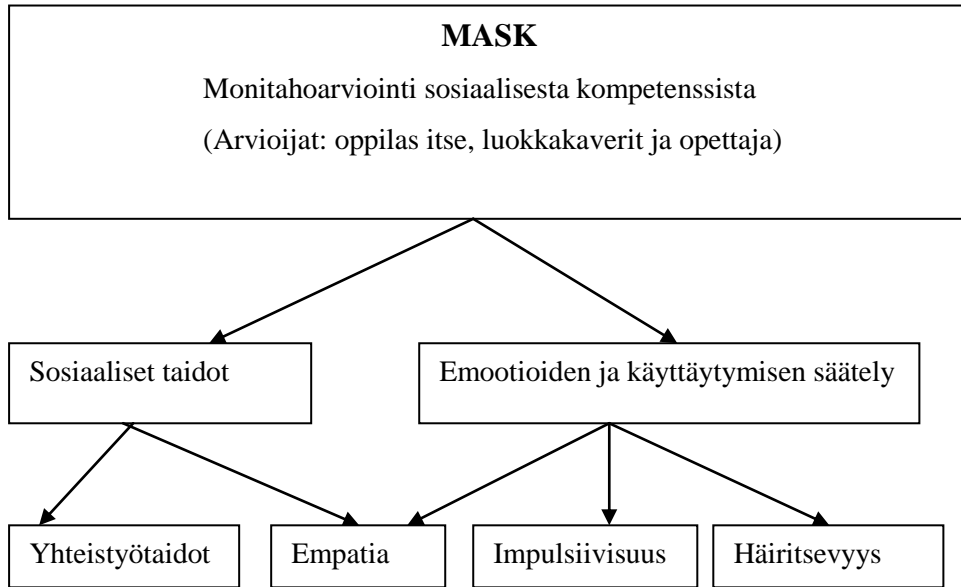 MASK
Monitahoarviointi sosiaalisesta kompetenssista
(Arvioijat: oppilas itse, luokkakaverit ja opettaja)
Sosiaaliset taidot
Emootioiden ja käyttäytymisen säätely
Yhteistyötaidot
Empatia
Impulsiivisuus
Häiritsevyys